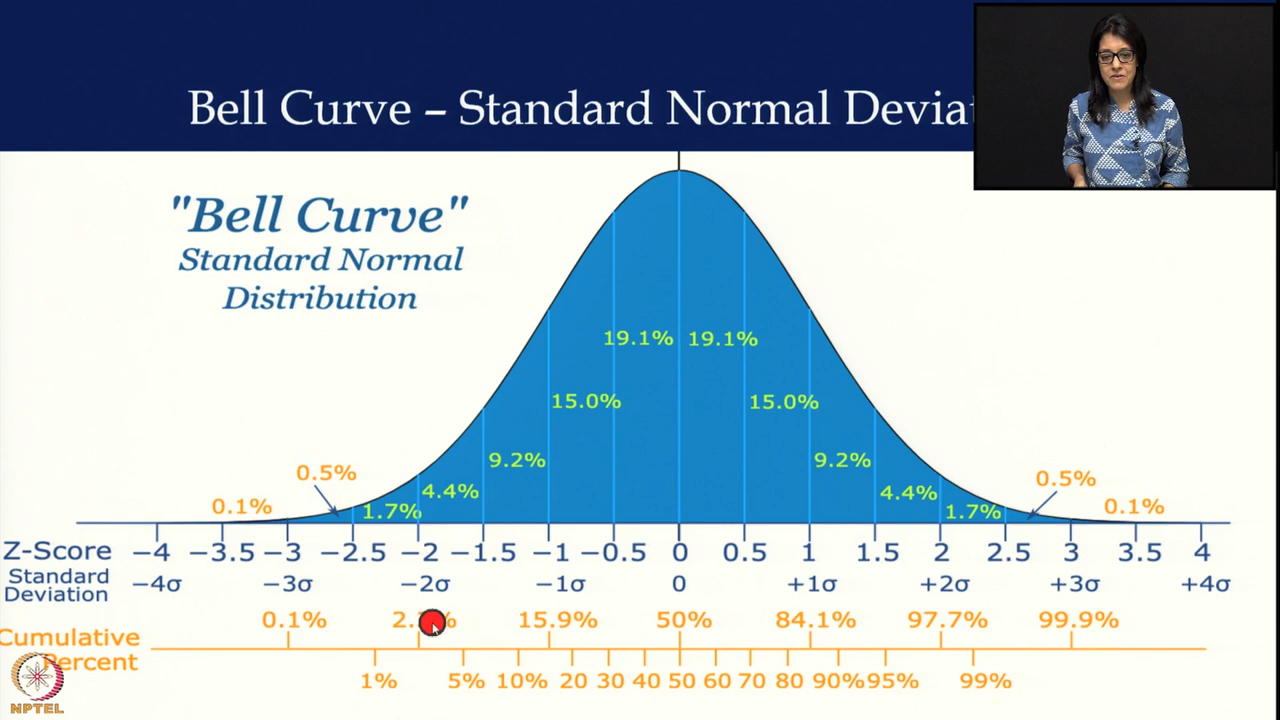 Bell Curve – Standard Normal
"Bell Curve"
Standard Normal
Distribution
19.1% 19.1%
15.0% 15.0%
9.2% 9.2%
0.5% 4.4% 4.4% 0.5%
0.1% 1.7% 1.7% 0.1%
Z-Score −4 −3.5 −3 −2.5 −2 −1.5 −1 −0.5 0 0.5 1 1.5 2 2.5 3 3.5 4
Standard
Deviation −4σ −3σ −2σ −1σ 0 +1σ +2σ +3σ +4σ
0.1% 15.9% 50% 84.1% 97.7% 99.9%
Cumulative
Percent
1% 5% 10% 20 30 40 50 60 70 80 90% 95% 99%
NPTEL